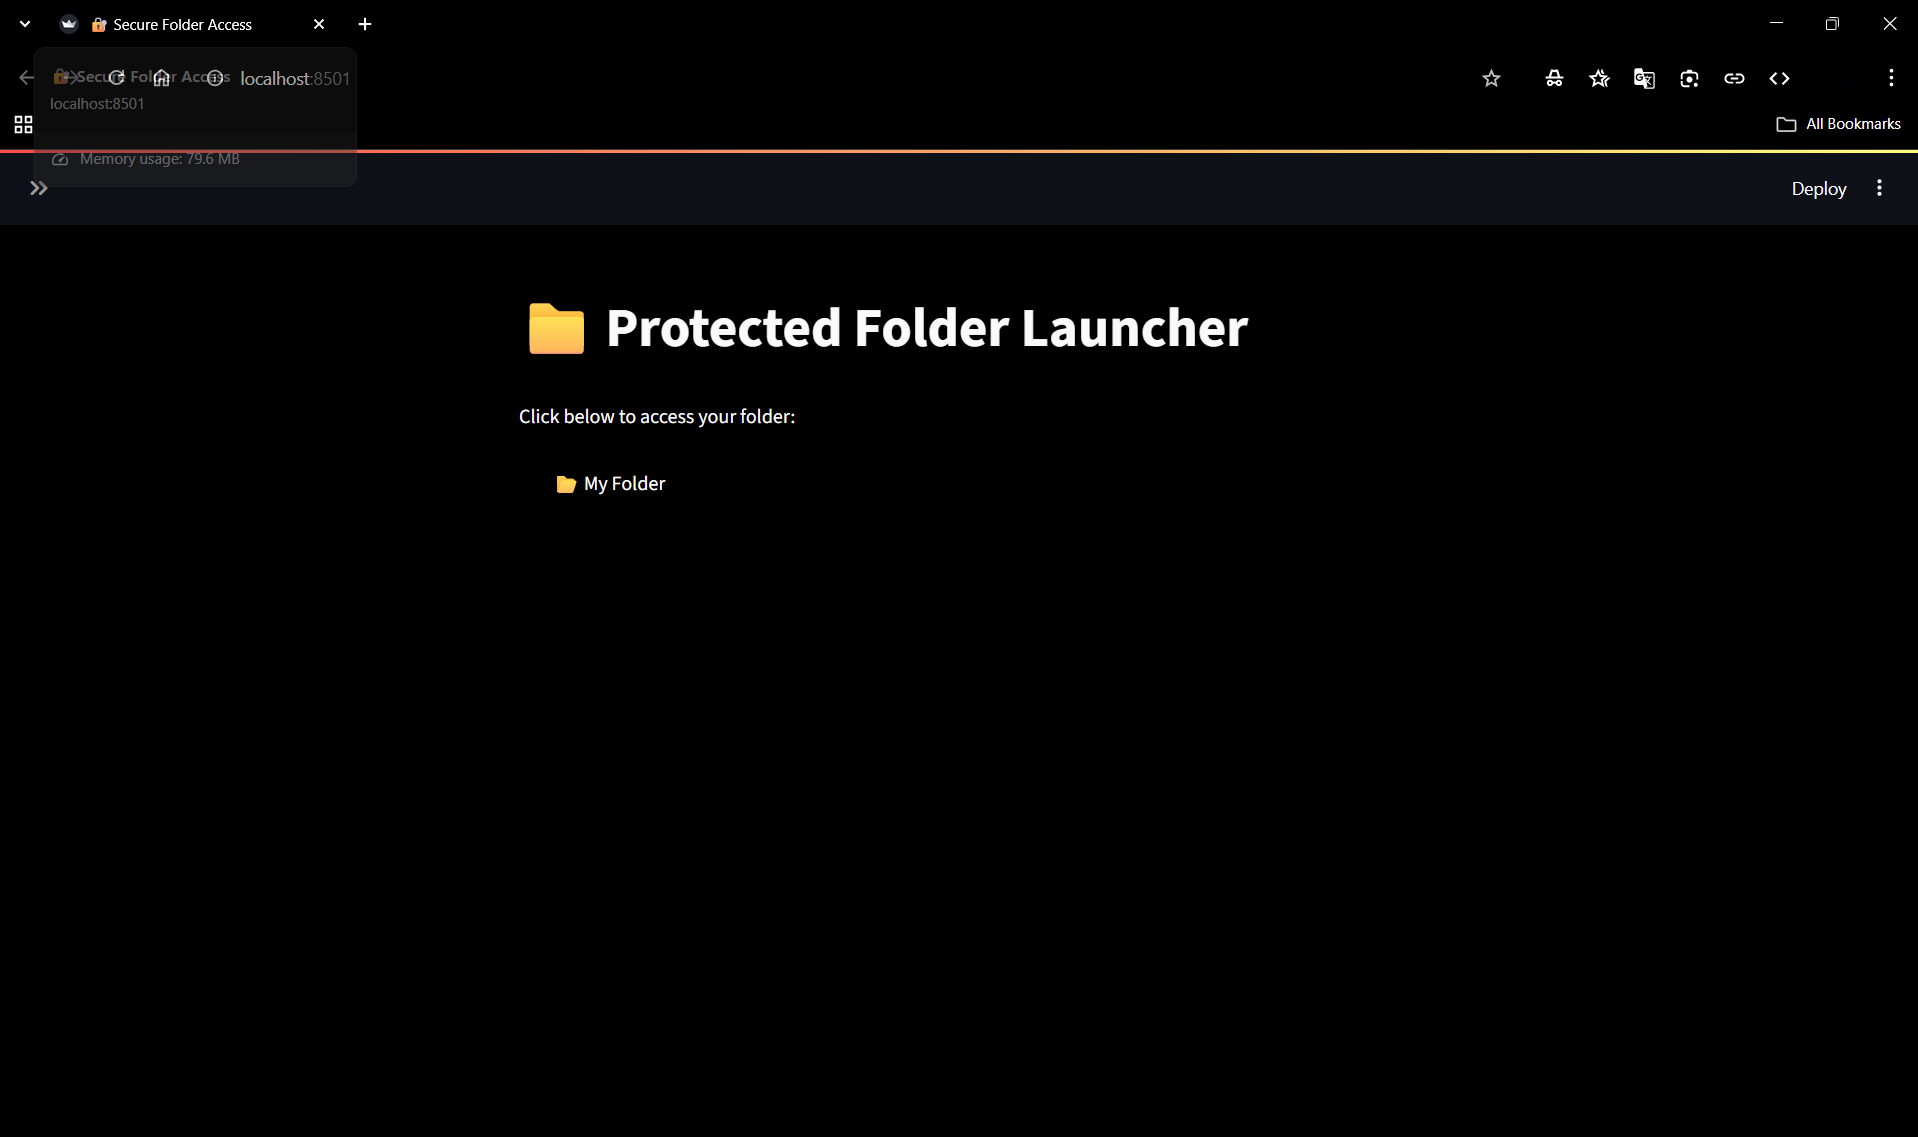 Secure Folder Access
Secure Folder Access
localhost:8501
localhost:8501
All Bookmarks
Memory usage: 79.6 MB
Deploy
Protected Folder Launcher
Click below to access your folder:
My Folder